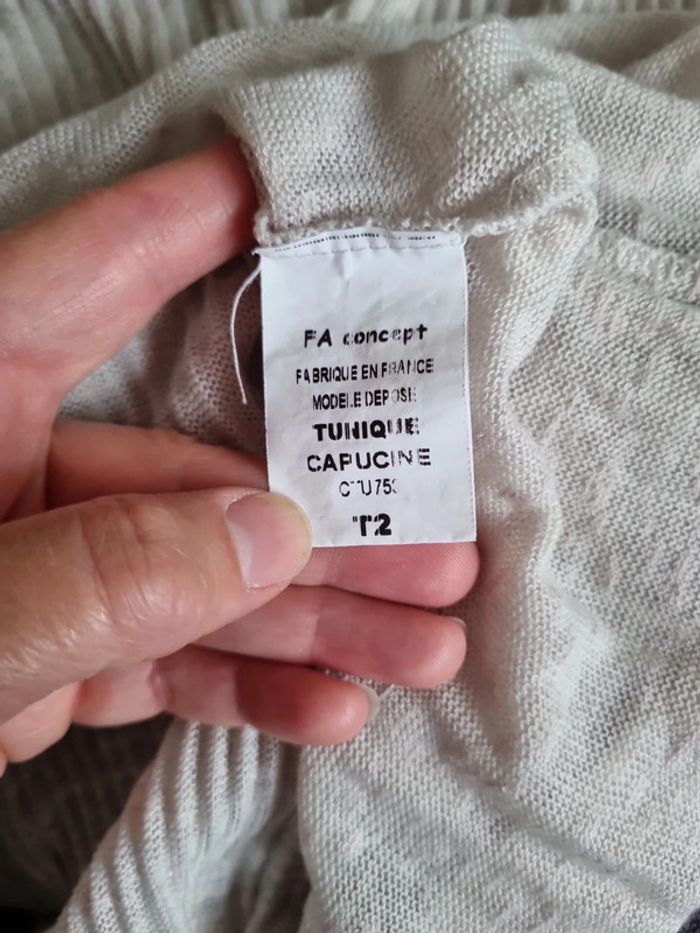 FA concept
FABRIQUE EN FRANCE
MODELE DEPOSE
TUNIQUE
CAPUCINE
T2